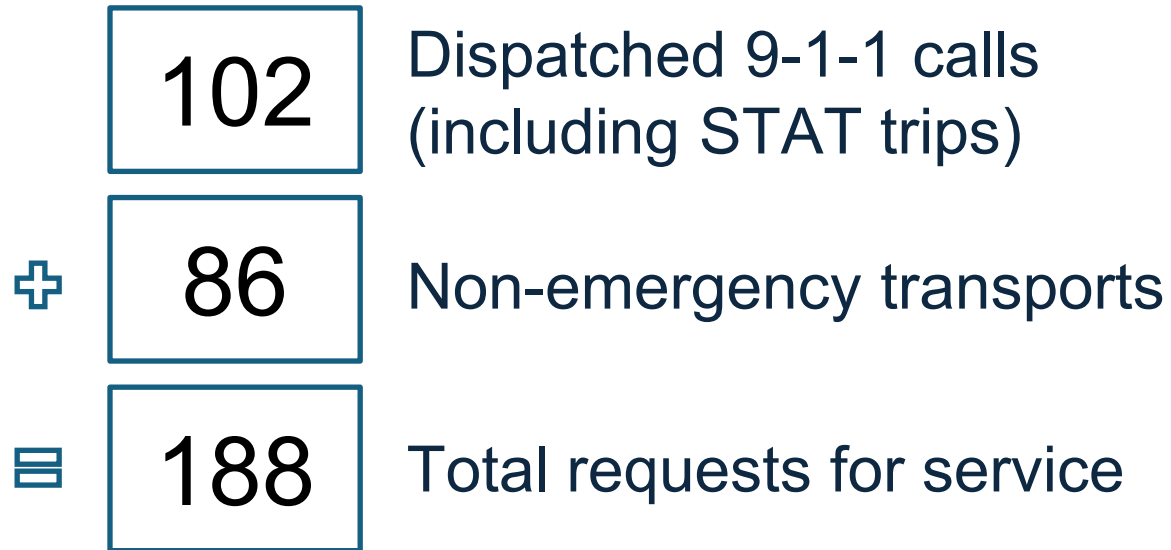 102
Dispatched 9-1-1 calls
(including STAT trips)
86
Non-emergency transports
188
Total requests for service